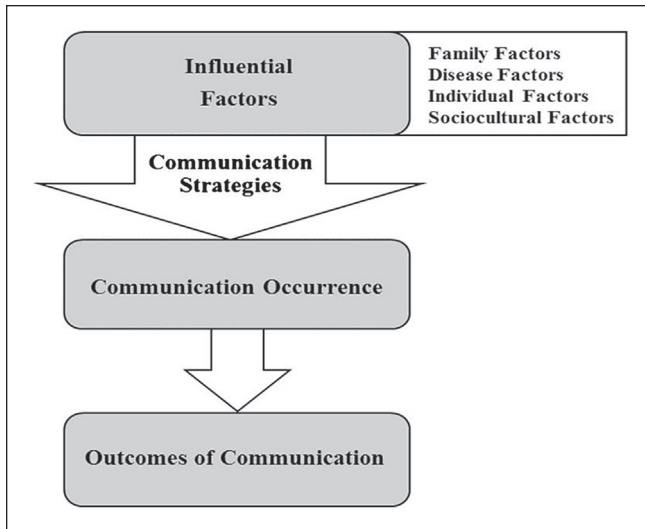 Influential
Factors
Family Factors
Disease Factors
Individual Factors
Sociocultural Factors
Communication
Strategies
Communication Occurrence
Outcomes of Communication